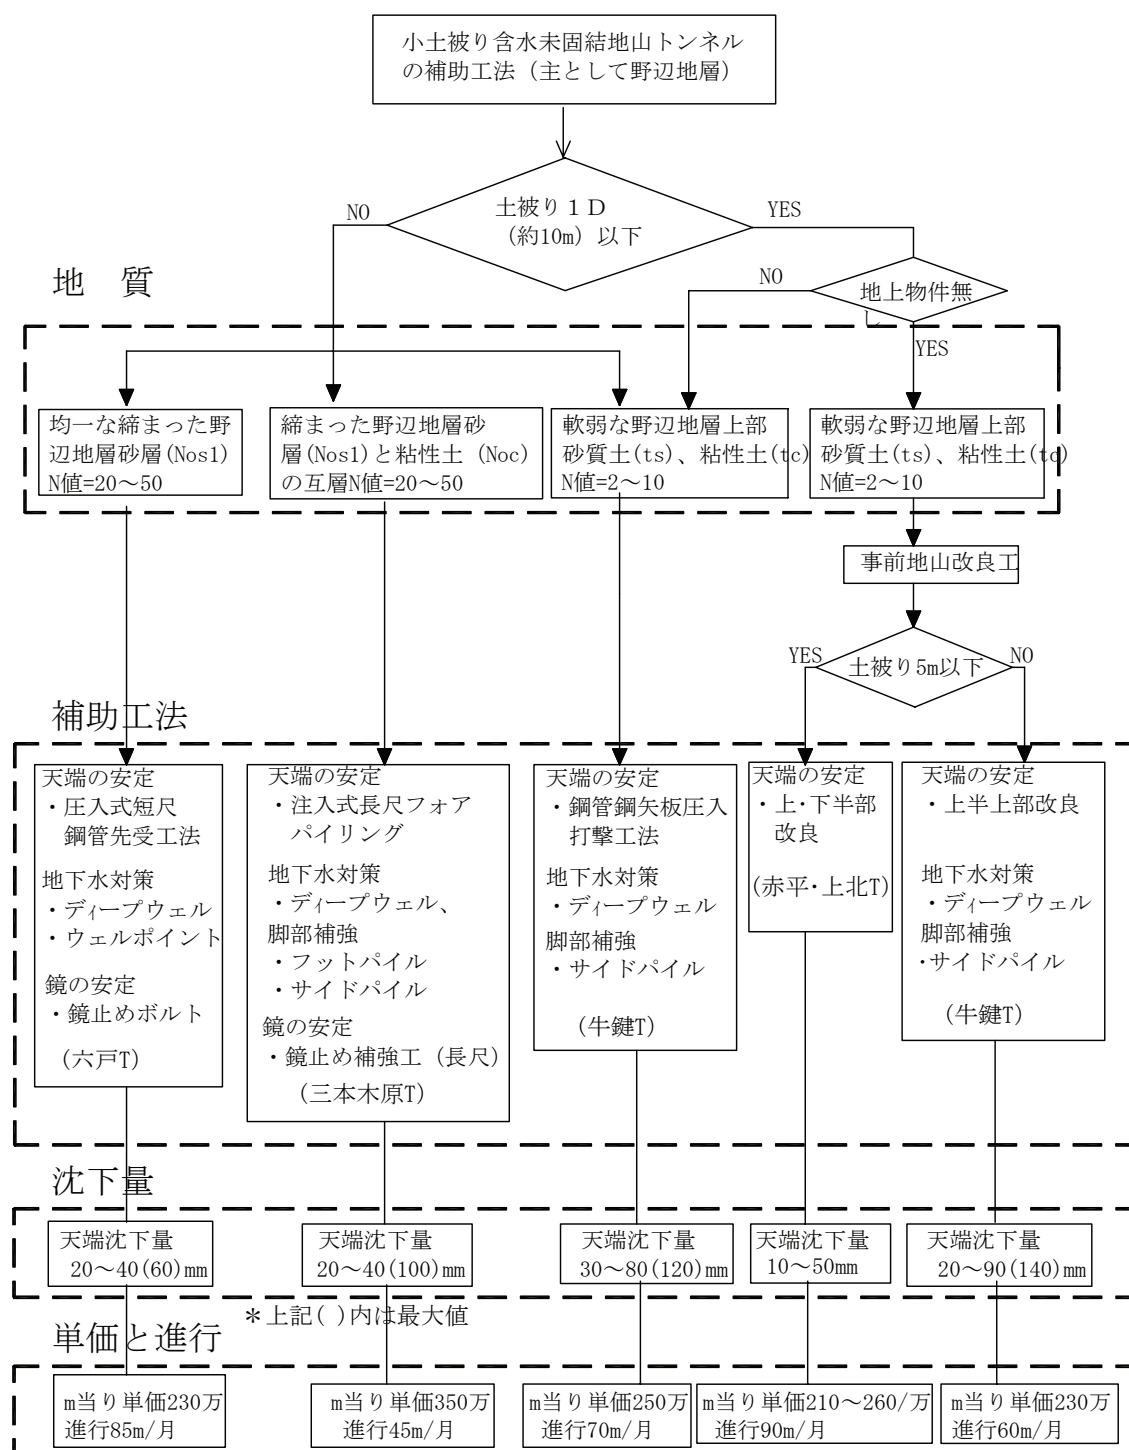 小土被り含水未固結地山トンネル
の補助工法（主として野辺地層）
土被り１Ｄ
（約10m）以下
NO
YES
地　質
NO
地上物件無
し
YES
均一な締まった野
辺地層砂層(Nos1)
N値=20～50
締まった野辺地層砂
層(Nos1)と粘性土（Noc）
の互層N値=20～50
軟弱な野辺地層上部
砂質土(ts)、粘性土(tc)
N値=2～10
軟弱な野辺地層上部
砂質土(ts)、粘性土(tc)
N値=2～10
事前地山改良工
YES
土被り5m以下
NO
補助工法
天端の安定
・圧入式短尺
鋼管先受工法
地下水対策
・ディープウェル
・ウェルポイント
鏡の安定
・鏡止めボルト
(六戸T)
天端の安定
・注入式長尺フォア
パイリング
地下水対策
・ディープウェル、
脚部補強
・フットパイル
・サイドパイル
鏡の安定
・鏡止め補強工（長尺）
(三本木原T)
天端の安定
・鋼管鋼矢板圧入
打撃工法
地下水対策
・ディープウェル
脚部補強
・サイドパイル
(牛鍵T)
天端の安定
・上・下半部
改良
(赤平・上北T)
天端の安定
・上半上部改良
地下水対策
・ディープウェル
脚部補強
・サイドパイル
(牛鍵T)
沈下量
天端沈下量
20～40(60)mm
天端沈下量
20～40(100)mm
天端沈下量
30～80(120)mm
天端沈下量
10～50mm
天端沈下量
20～90(140)mm
＊上記( )内は最大値
単価と進行
m当り単価230万
進行85m/月
m当り単価350万
進行45m/月
m当り単価250万
進行70m/月
m当り単価210～260/万
進行90m/月
m当り単価230万
進行60m/月